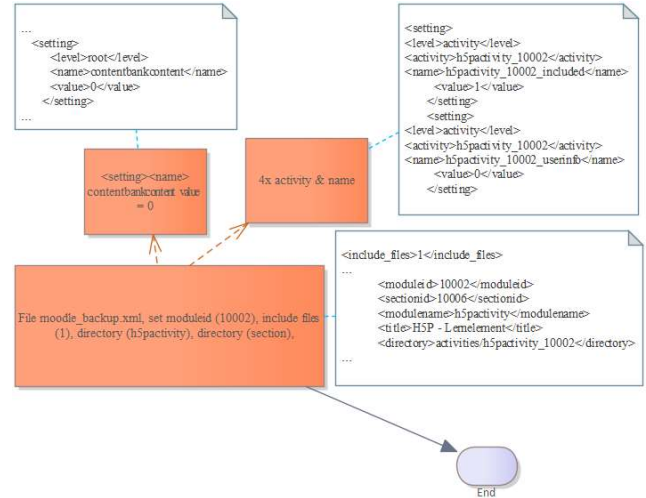 ...
<setting>
<level>root</level>
<name>contentbankcontent</name>
<value>0</value>
</setting>
...
<setting>
<level>activity</level>
<activity>h5pactivity_10002</activity>
<name>h5pactivity_10002_included</name>
<value>1</value>
</setting>
<setting>
<level>activity</level>
<activity>h5pactivity_10002</activity>
<name>h5pactivity_10002_userinfo</name>
<value>0</value>
</setting>
<setting><name>
contentbankcontent value
= 0
4x activity & name
<include_files>1</include_files>
...
<moduleid>10002</moduleid>
<sectionid>10006</sectionid>
<modulename>h5pactivity</modulename>
<title>H5P - Lernelement</title>
<directory>activities/h5pactivity_10002</directory>
...
File moodle_backup.xml, set moduleid (10002), include files
(1), directory (h5pactivity), directory (section),
End